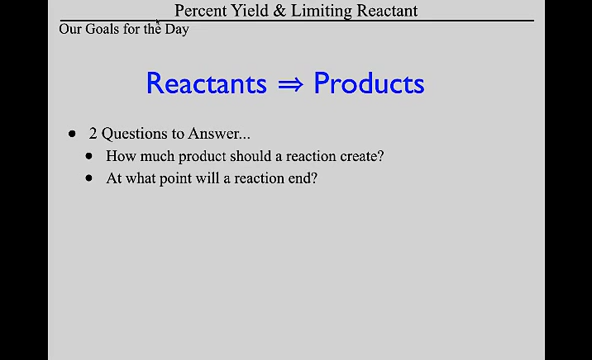 Percent Yield & Limiting Reactant
Our Goals for the Day
Reactants ⇒ Products
• 2 Questions to Answer...
• How much product should a reaction create?
• At what point will a reaction end?